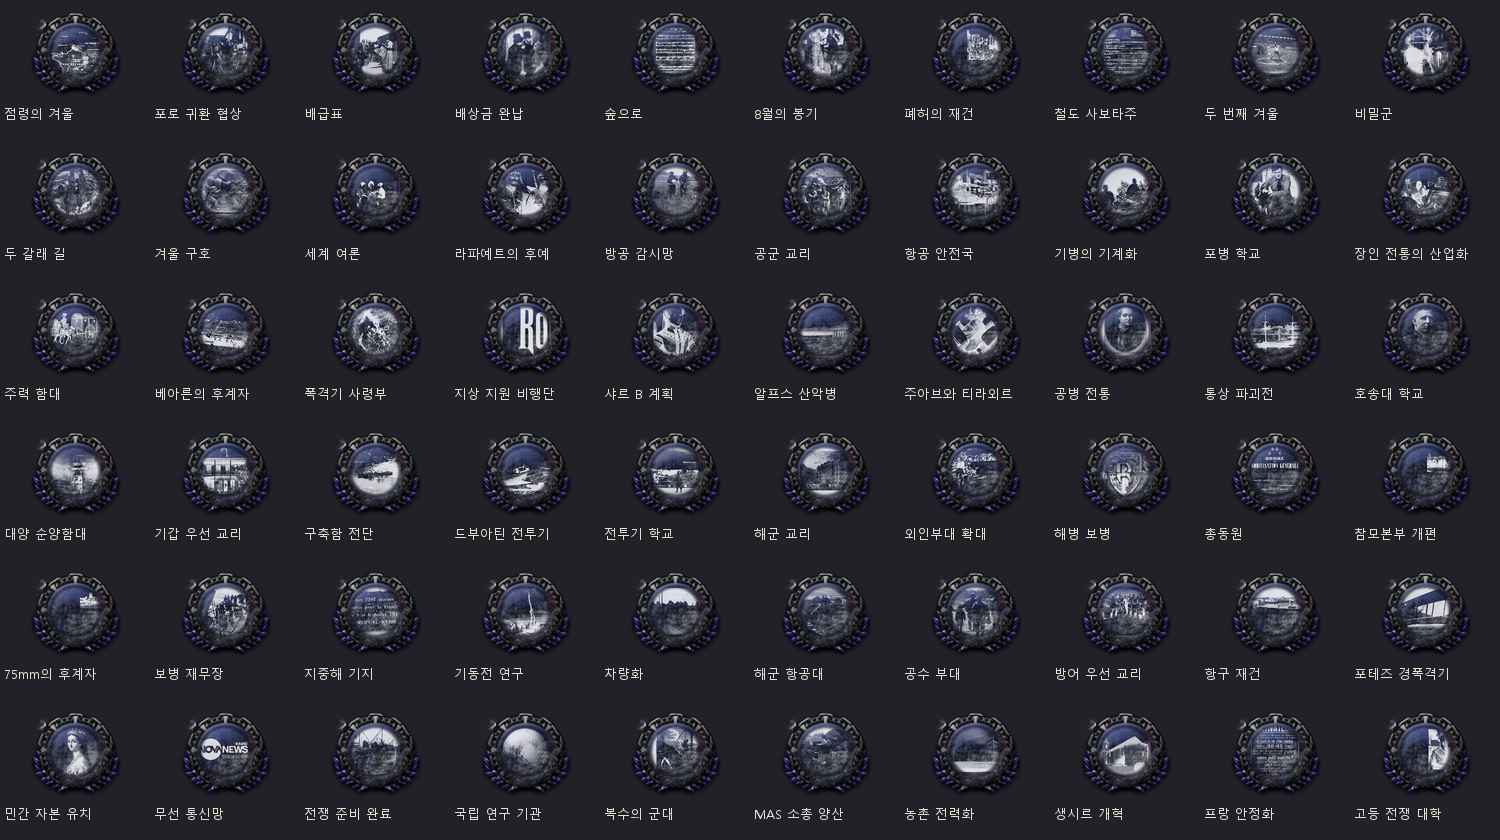 점령의 겨울
포로 귀환 협상
배급표
배상금 완납
숲으로
8월의 봉기
폐허의 재건
철도 사보타주
두 번째 겨울
비밀군
두 갈래 길
겨울 구호
세계 여론
라파예트의 후예
방공 감시망
공군 교리
항공 안전국
기병의 기계화
포병 학교
장인 전통의 산업화
RO
주력 함대
베아른의 후계자
폭격기 사령부
지상 지원 비행단
샤르 B 계획
알프스 산악병
주아브와 티라외르
공병 전통
통상 파괴전
호송대 학교
MOBILISATION GENERALE
대양 순양함대
기갑 우선 교리
구축함 전단
드부아틴 전투기
전투기 학교
해군 교리
외인부대 확대
해병 보병
총동원
참모본부 개편
75mm의 후계자
보병 재무장
지중해 기지
기동전 연구
차량화
해군 항공대
공수 부대
방어 우선 교리
항구 재건
포테즈 경폭격기
NOVA NEWS
민간 자본 유치
무선 통신망
전쟁 준비 완료
국립 연구 기관
복수의 군대
MAS 소총 양산
농촌 전력화
생시르 개혁
프랑 안정화
고등 전쟁 대학